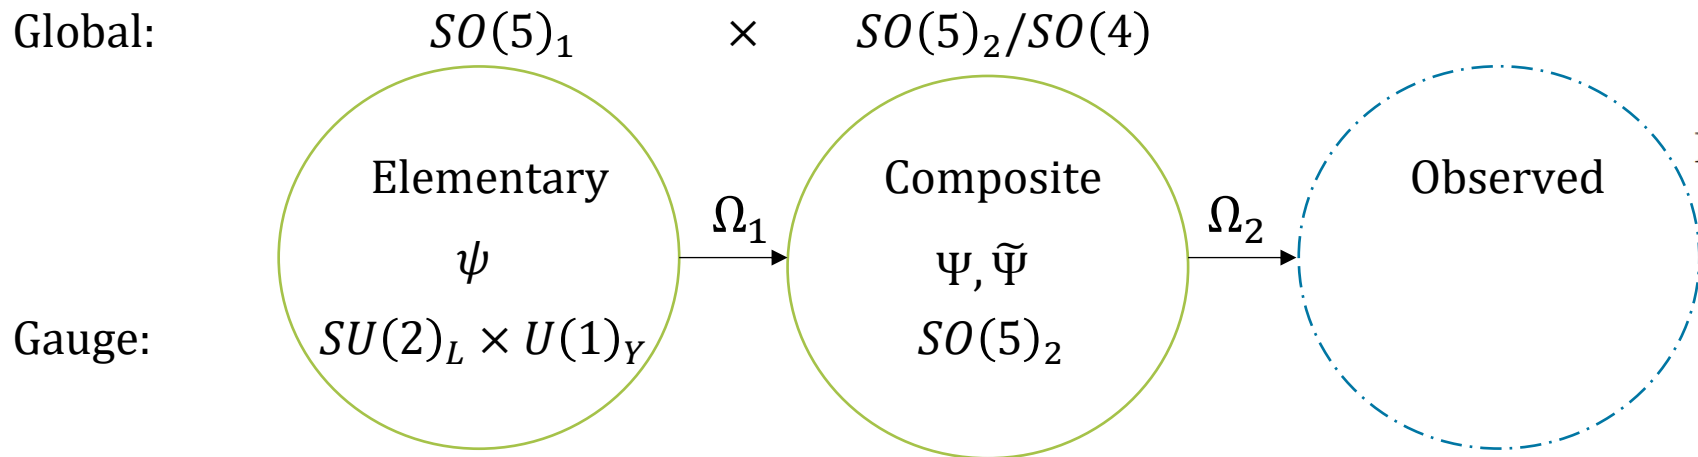 Global: SO(5)₁ × SO(5)₂/SO(4)
Elementary Composite Observed
Ω₁ Ω₂
ψ Ψ, Ψ̃
Gauge: SU(2)_L × U(1)_Y SO(5)₂